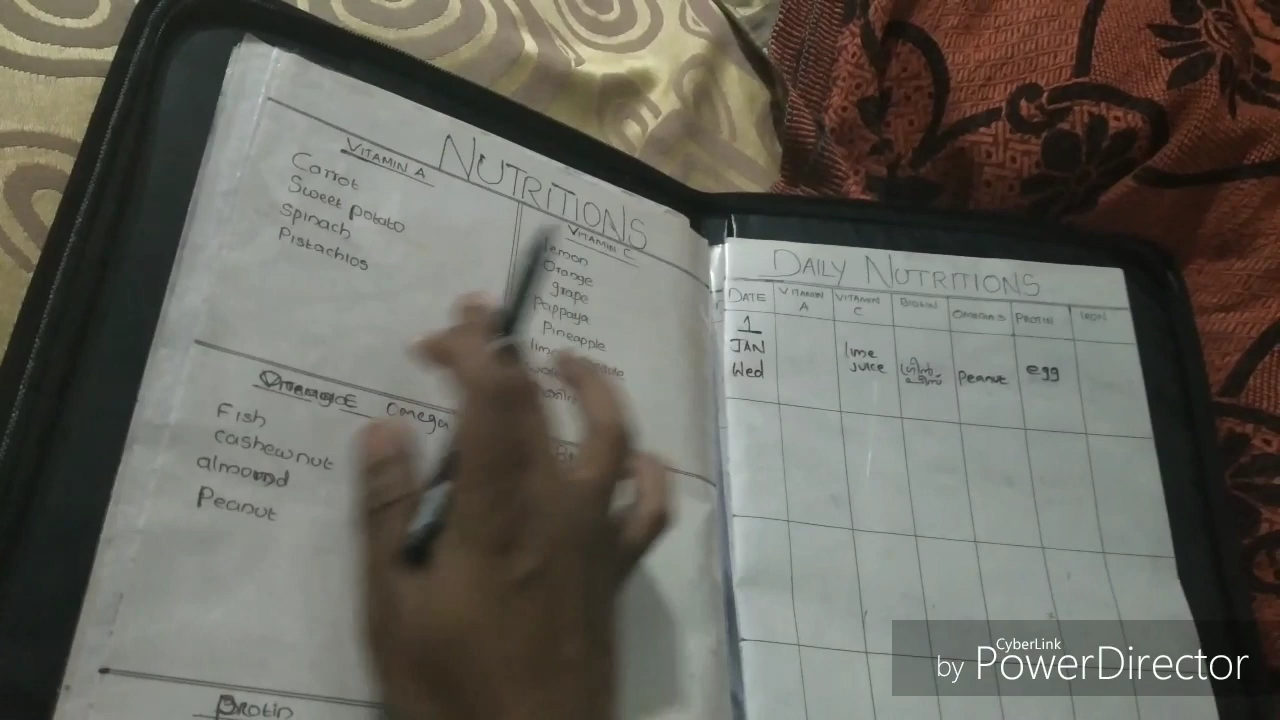 NUTRITIONS
VITAMIN A
Carrot
Sweet potato
Spinach
Pistachios
VITAMIN C
lemon
Orange
grape
Pappaya
Pineapple
Omega
Fish
cashewnut
almond
Peanut
Protin
DAILY NUTRITIONS
DATE VITAMIN A VITAMIN C BIOTIN OMEGA 3 PROTIN IRON
1
JAN
Wed
lime
juice
peanut
egg
CyberLink
by PowerDirector